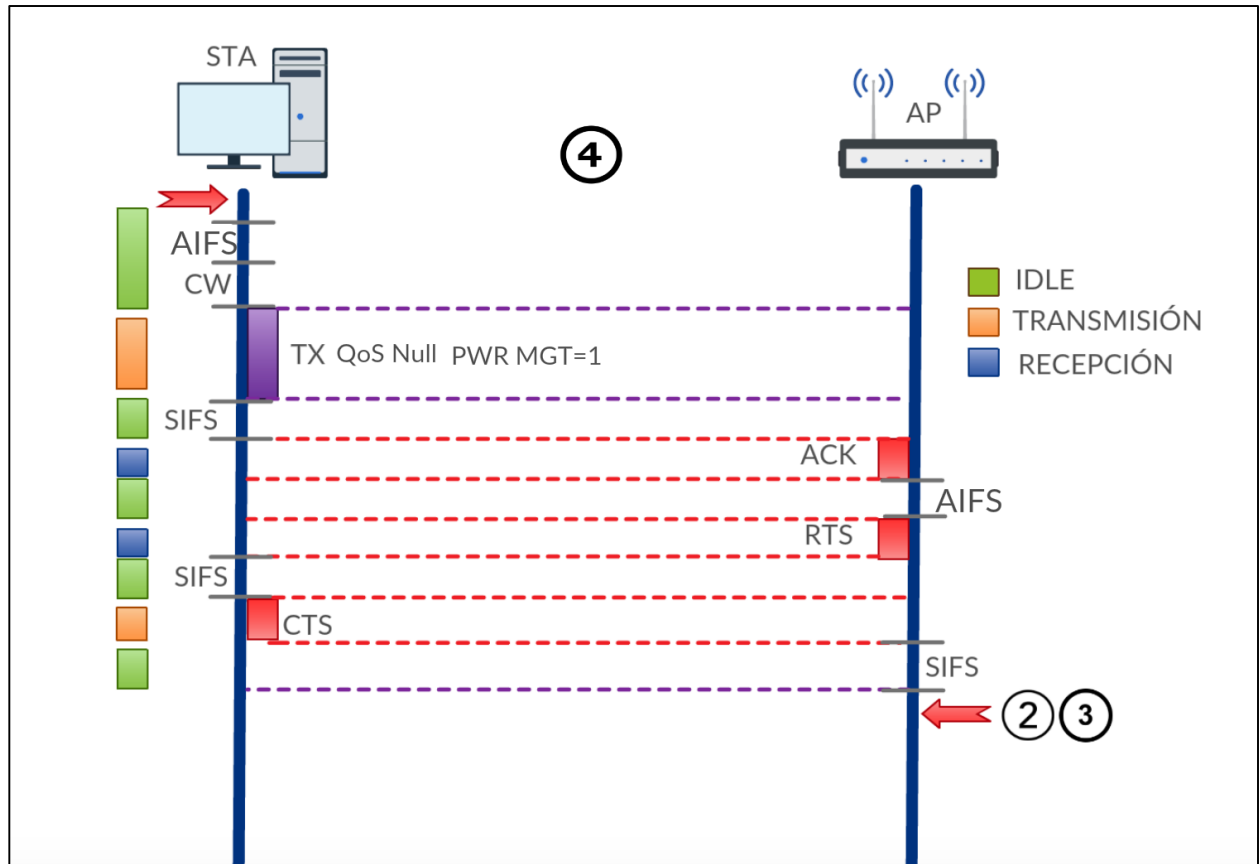 STA
AP
④
AIFS
CW
IDLE
TRANSMISIÓN
RECEPCIÓN
TX QoS Null PWR MGT=1
SIFS
ACK
AIFS
RTS
SIFS
CTS
SIFS
② ③